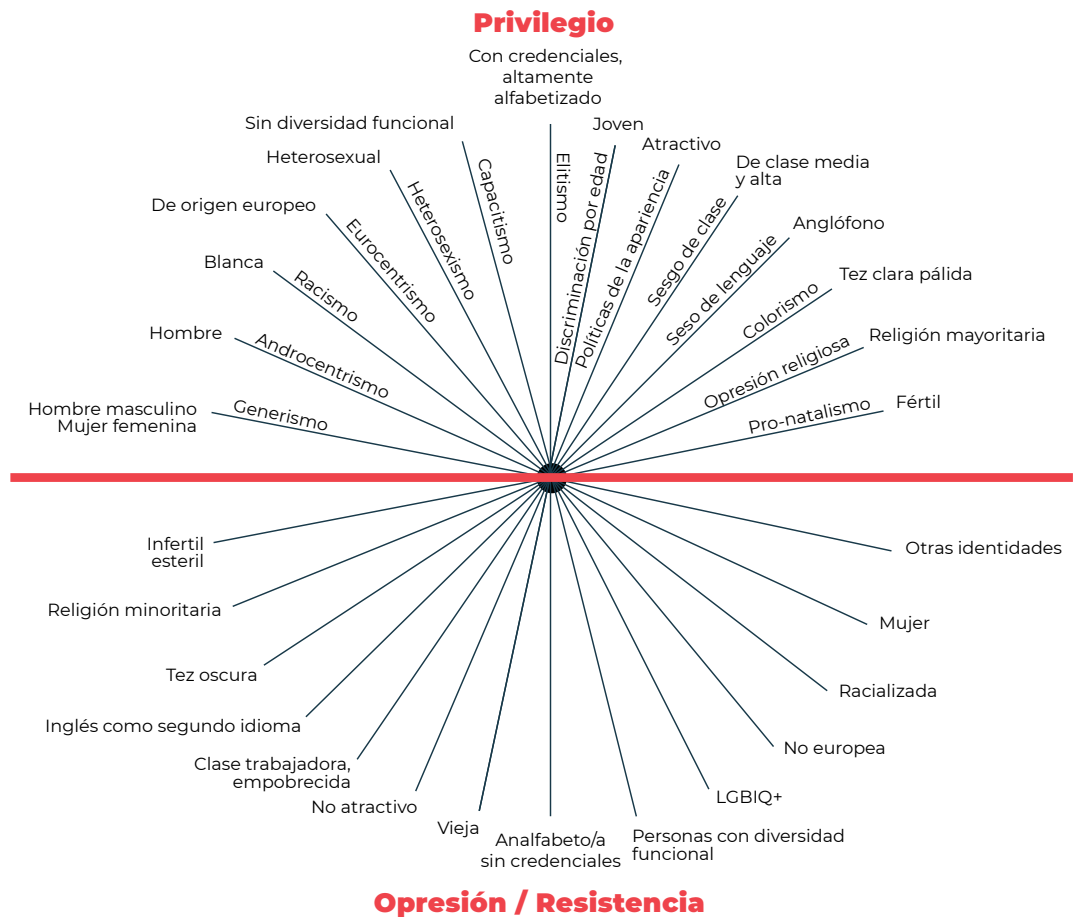 Privilegio
Con credenciales,
altamente
alfabetizado
Sin diversidad funcional
Joven
Heterosexual
Atractivo
De clase media
y alta
De origen europeo
Anglófono
Blanca
Tez clara pálida
Hombre
Religión mayoritaria
Hombre masculino
Mujer femenina
Fértil
Generismo
Androcentrismo
Racismo
Eurocentrismo
Heterosexismo
Capacitismo
Elitismo
Discriminación por edad
Políticas de la apariencia
Sesgo de clase
Seso de lenguaje
Colorismo
Opresión religiosa
Pro-natalismo
Infertil
esteril
Otras identidades
Religión minoritaria
Mujer
Tez oscura
Racializada
Inglés como segundo idioma
No europea
Clase trabajadora,
empobrecida
LGBIQ+
No atractivo
Vieja
Analfabeto/a
sin credenciales
Personas con diversidad
funcional
Opresión / Resistencia